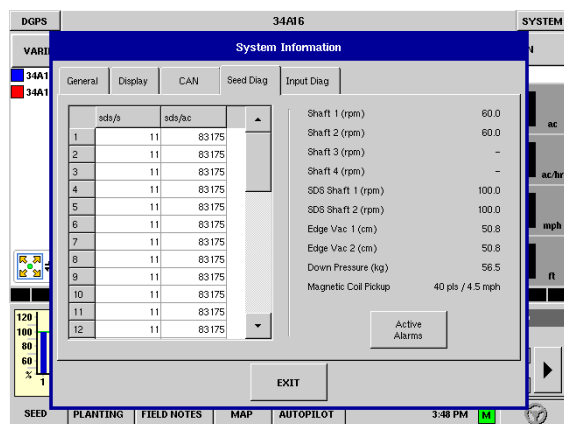 DGPS 34A16 SYSTEM
VARI N
System Information
34A1
34A1
General Display CAN Seed Diag Input Diag
sds/s sds/ac
1 11 83175
2 11 83175
3 11 83175
4 11 83175
5 11 83175
6 11 83175
7 11 83175
8 11 83175
9 11 83175
10 11 83175
11 11 83175
12 11 83175
Shaft 1 (rpm) 60.0
Shaft 2 (rpm) 60.0
Shaft 3 (rpm) –
Shaft 4 (rpm) –
SDS Shaft 1 (rpm) 100.0
SDS Shaft 2 (rpm) 100.0
Edge Vac 1 (cm) 50.8
Edge Vac 2 (cm) 50.8
Down Pressure (kg) 56.5
Magnetic Coil Pickup 40 pls / 4.5 mph
Active
Alarms
ac
ac/hr
mph
ft
120
100
80
60
% 1
EXIT
SEED PLANTING FIELD NOTES MAP AUTOPILOT 3:48 PM M